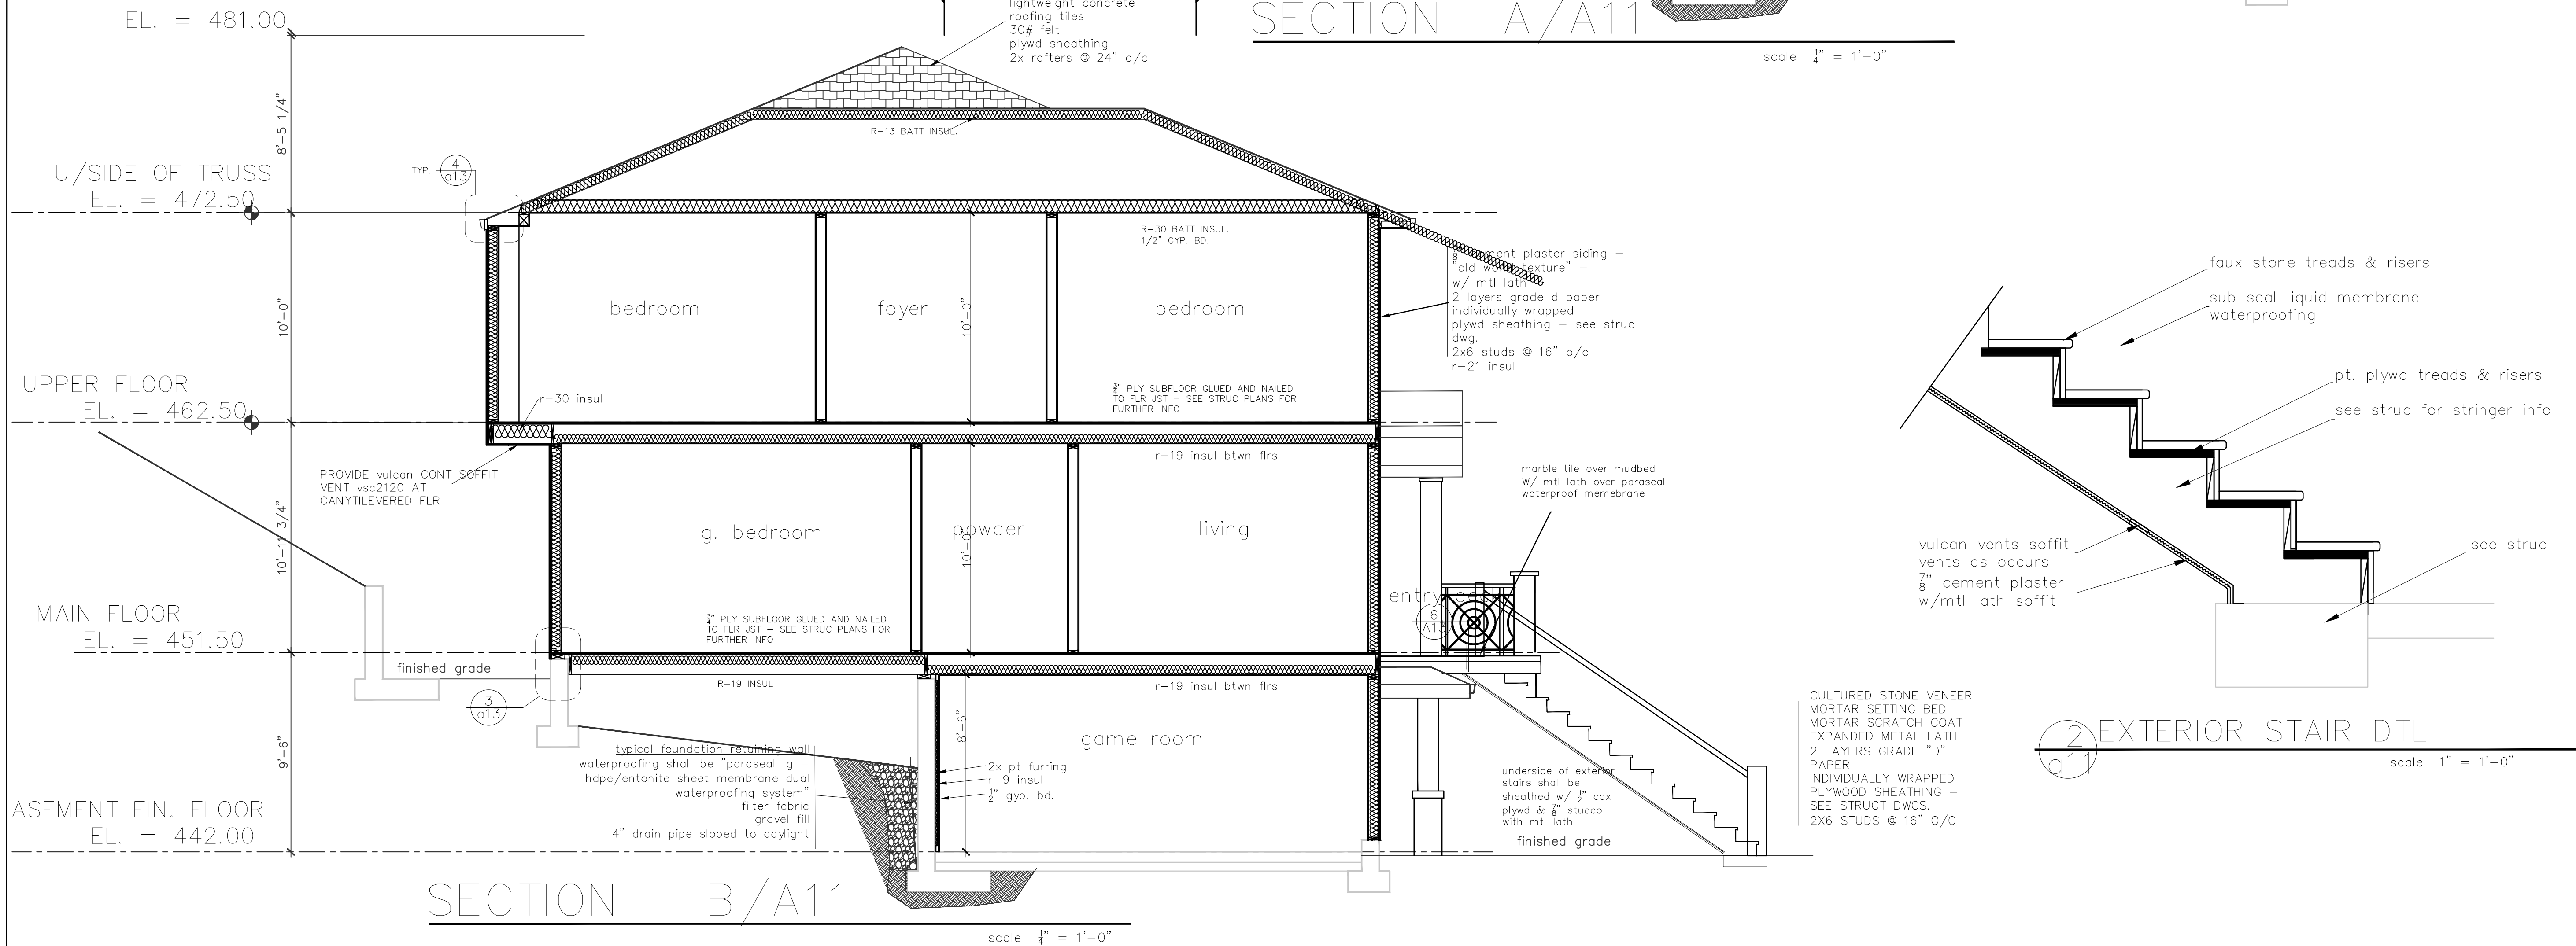 EL. = 481.00
8'-5 1/4"
U/SIDE OF TRUSS
EL. = 472.50
10'-0"
UPPER FLOOR
EL. = 462.50
10'-11 3/4"
MAIN FLOOR
EL. = 451.50
9'-6"
ASEMENT FIN. FLOOR
EL. = 442.00
lightweight concrete
roofing tiles
30# felt
plywd sheathing
2x rafters @ 24" o/c
SECTION A/A11
scale ¼" = 1'-0"
R-13 BATT INSUL.
TYP.
4
a13
R-30 BATT INSUL.
1/2" GYP. BD.
bedroom
foyer
10'-0"
bedroom
cement plaster siding -
"old world texture" -
w/ mtl lath
2 layers grade d paper
individually wrapped
plywd sheathing - see struc
dwg.
2x6 studs @ 16" o/c
r-21 insul
r-30 insul
¾" PLY SUBFLOOR GLUED AND NAILED
TO FLR JST - SEE STRUC PLANS FOR
FURTHER INFO
PROVIDE vulcan CONT SOFFIT
VENT vsc2120 AT
CANYTILEVERED FLR
r-19 insul btwn flrs
marble tile over mudbed
W/ mtl lath over paraseal
waterproof memebrane
g. bedroom
powder
10'-0"
living
entry deck
6
A13
¾" PLY SUBFLOOR GLUED AND NAILED
TO FLR JST - SEE STRUC PLANS FOR
FURTHER INFO
finished grade
3
a13
R-19 INSUL
r-19 insul btwn flrs
8'-6"
game room
typical foundation retaining wall
waterproofing shall be "paraseal lg -
hdpe/entonite sheet membrane dual
waterproofing system"
filter fabric
gravel fill
4" drain pipe sloped to daylight
2x pt furring
r-9 insul
½" gyp. bd.
underside of exterior
stairs shall be
sheathed w/ ½" cdx
plywd & ⅞" stucco
with mtl lath
finished grade
CULTURED STONE VENEER
MORTAR SETTING BED
MORTAR SCRATCH COAT
EXPANDED METAL LATH
2 LAYERS GRADE "D"
PAPER
INDIVIDUALLY WRAPPED
PLYWOOD SHEATHING -
SEE STRUCT DWGS.
2X6 STUDS @ 16" O/C
SECTION B/A11
scale ¼" = 1'-0"
faux stone treads & risers
sub seal liquid membrane
waterproofing
pt. plywd treads & risers
see struc for stringer info
vulcan vents soffit
vents as occurs
⅞" cement plaster
w/mtl lath soffit
see struc
2
a11
EXTERIOR STAIR DTL
scale 1" = 1'-0"